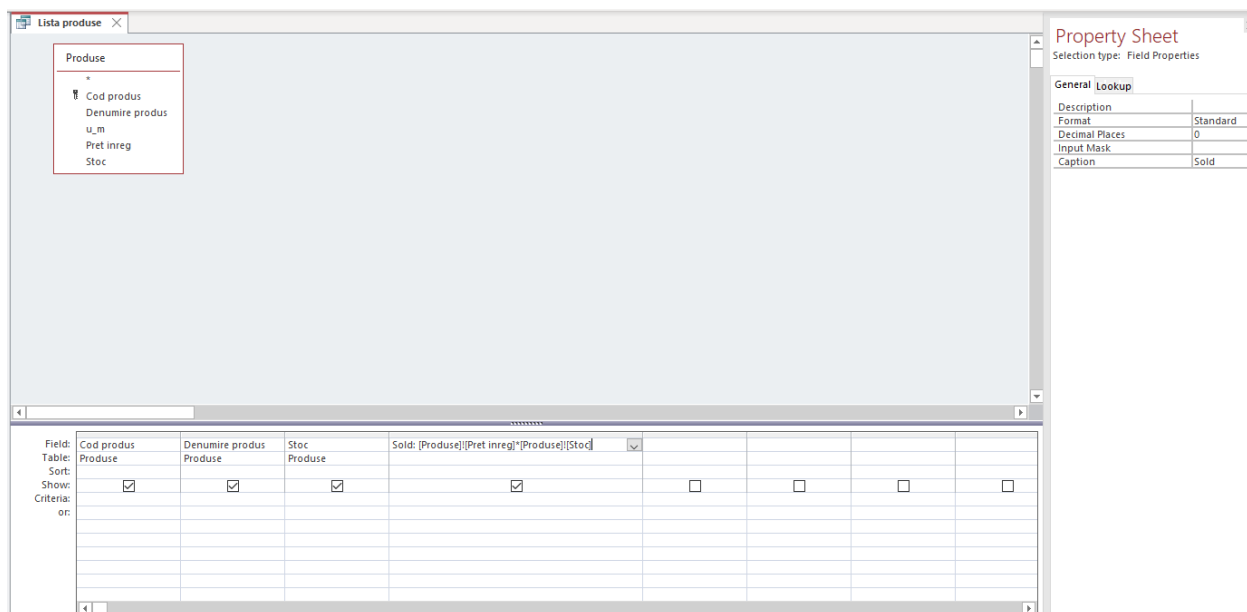 Lista produse
Produse
*
Cod produs
Denumire produs
u_m
Pret inreg
Stoc
Property Sheet
Selection type: Field Properties
General Lookup
Description
Format Standard
Decimal Places 0
Input Mask
Caption Sold
Field: Cod produs Denumire produs Stoc Sold: [Produse]![Pret inreg]*[Produse]![Stoc]
Table: Produse Produse Produse
Sort:
Show:
Criteria:
or: